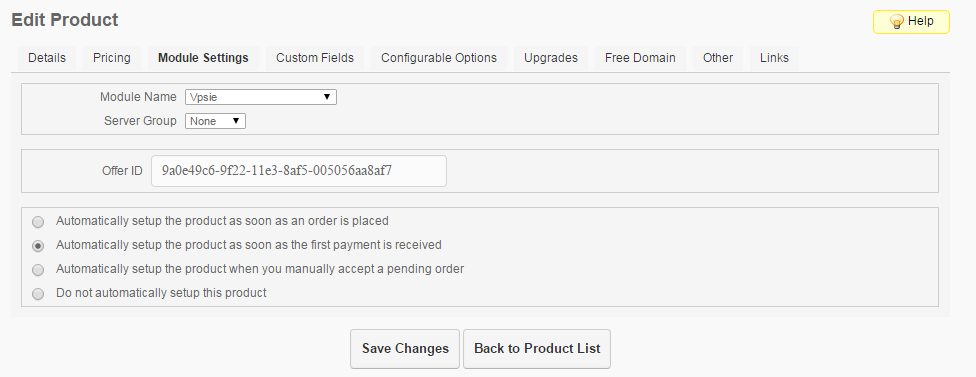 Edit Product
Help
Details Pricing Module Settings Custom Fields Configurable Options Upgrades Free Domain Other Links
Module Name Vpsie
Server Group None
Offer ID 9a0e49c6-9f22-11e3-8af5-005056aa8af7
Automatically setup the product as soon as an order is placed
Automatically setup the product as soon as the first payment is received
Automatically setup the product when you manually accept a pending order
Do not automatically setup this product
Save Changes Back to Product List